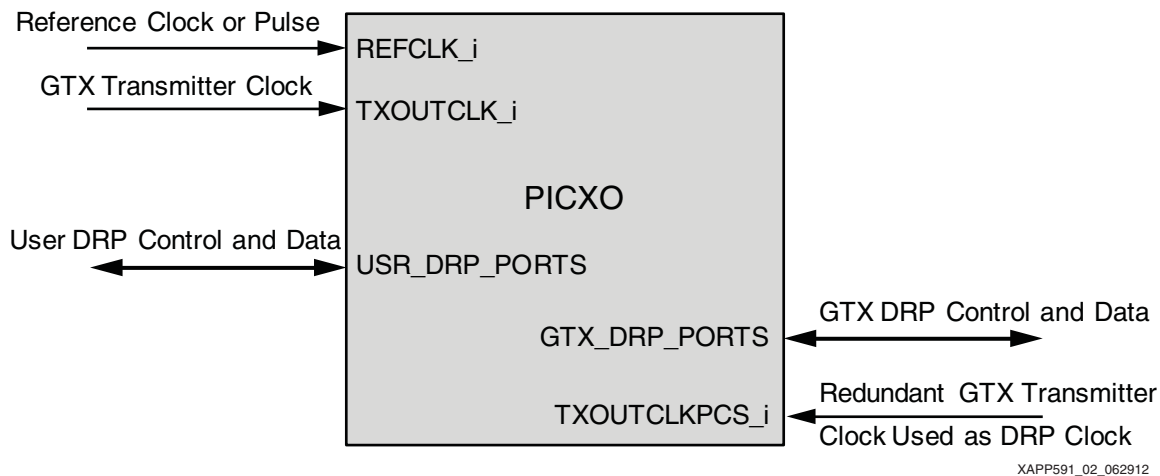 Reference Clock or Pulse
REFCLK_i
GTX Transmitter Clock
TXOUTCLK_i
PICXO
User DRP Control and Data
USR_DRP_PORTS
GTX DRP Control and Data
GTX_DRP_PORTS
Redundant GTX Transmitter
TXOUTCLKPCS_i
Clock Used as DRP Clock
XAPP591_02_062912